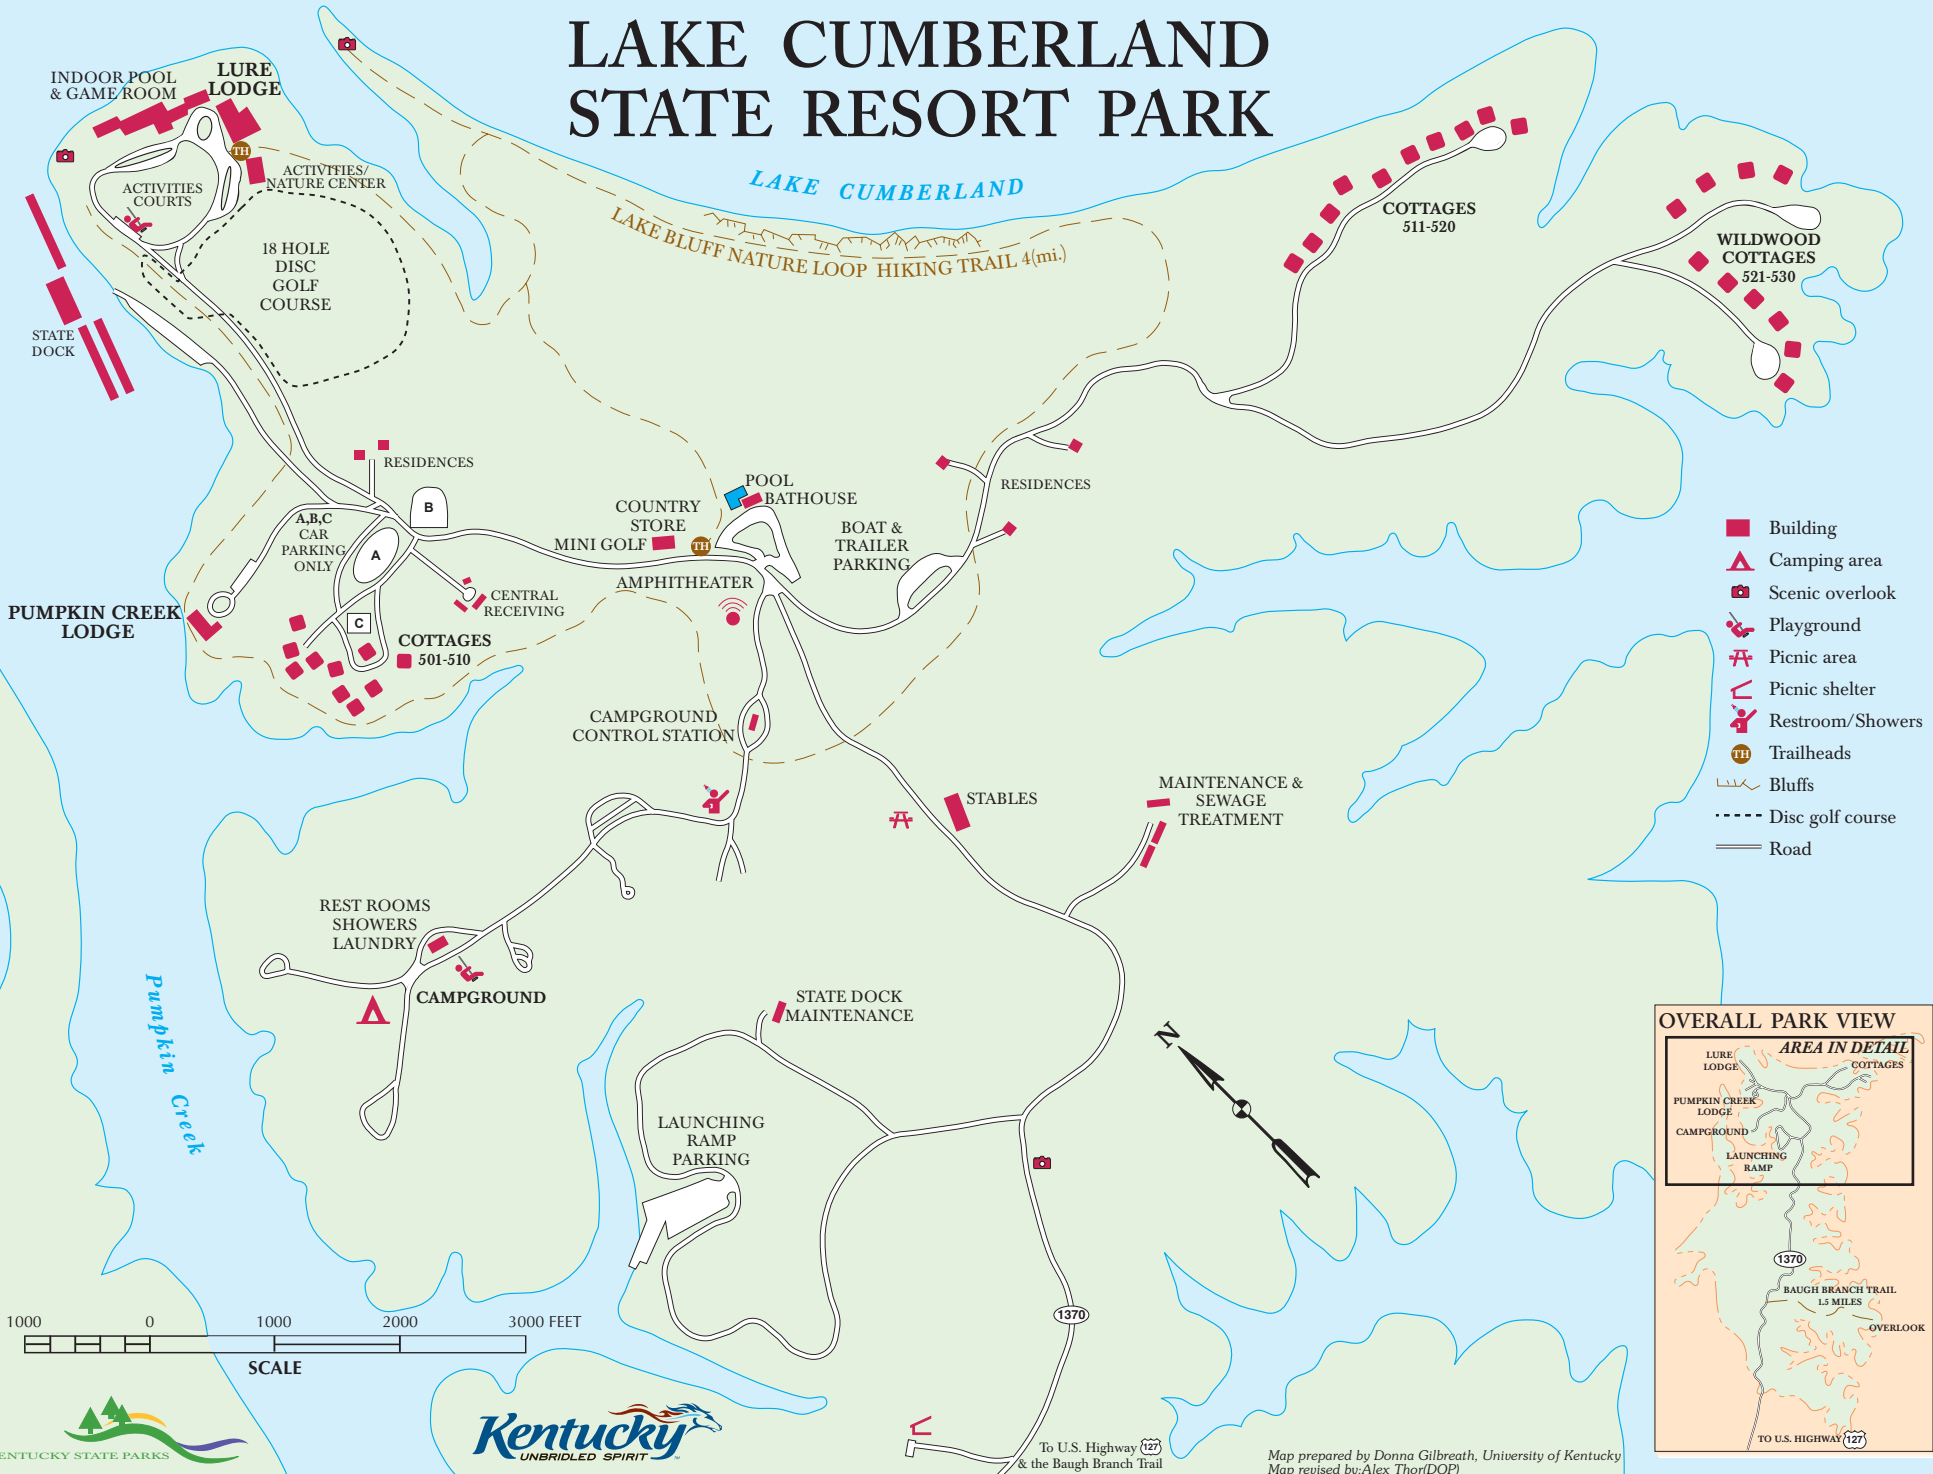 LAKE CUMBERLAND
STATE RESORT PARK
INDOOR POOL
& GAME ROOM
LURE
LODGE
TH
ACTIVITIES/
NATURE CENTER
ACTIVITIES
COURTS
18 HOLE
DISC
GOLF
COURSE
STATE
DOCK
LAKE CUMBERLAND
LAKE BLUFF NATURE LOOP HIKING TRAIL 4(mi.)
COTTAGES
511-520
WILDWOOD
COTTAGES
521-530
RESIDENCES
B
A,B,C
CAR
PARKING
ONLY
A
C
PUMPKIN CREEK
LODGE
CENTRAL
RECEIVING
COTTAGES
501-510
POOL
BATHOUSE
COUNTRY
STORE
MINI GOLF
TH
AMPHITHEATER
BOAT &
TRAILER
PARKING
RESIDENCES
CAMPGROUND
CONTROL STATION
STABLES
MAINTENANCE &
SEWAGE
TREATMENT
REST ROOMS
SHOWERS
LAUNDRY
CAMPGROUND
STATE DOCK
MAINTENANCE
LAUNCHING
RAMP
PARKING
Pumpkin Creek
N
1370
Building
Camping area
Scenic overlook
Playground
Picnic area
Picnic shelter
Restroom/Showers
TH Trailheads
Bluffs
Disc golf course
Road
OVERALL PARK VIEW
AREA IN DETAIL
LURE
LODGE
COTTAGES
PUMPKIN CREEK
LODGE
CAMPGROUND
LAUNCHING
RAMP
1370
BAUGH BRANCH TRAIL
1.5 MILES
OVERLOOK
TO U.S. HIGHWAY 127
1000 0 1000 2000 3000 FEET
SCALE
ENTUCKY STATE PARKS
Kentucky
UNBRIDLED SPIRIT
To U.S. Highway 127
& the Baugh Branch Trail
Map prepared by Donna Gilbreath, University of Kentucky
Map revised by:Alex Thor(DOP)